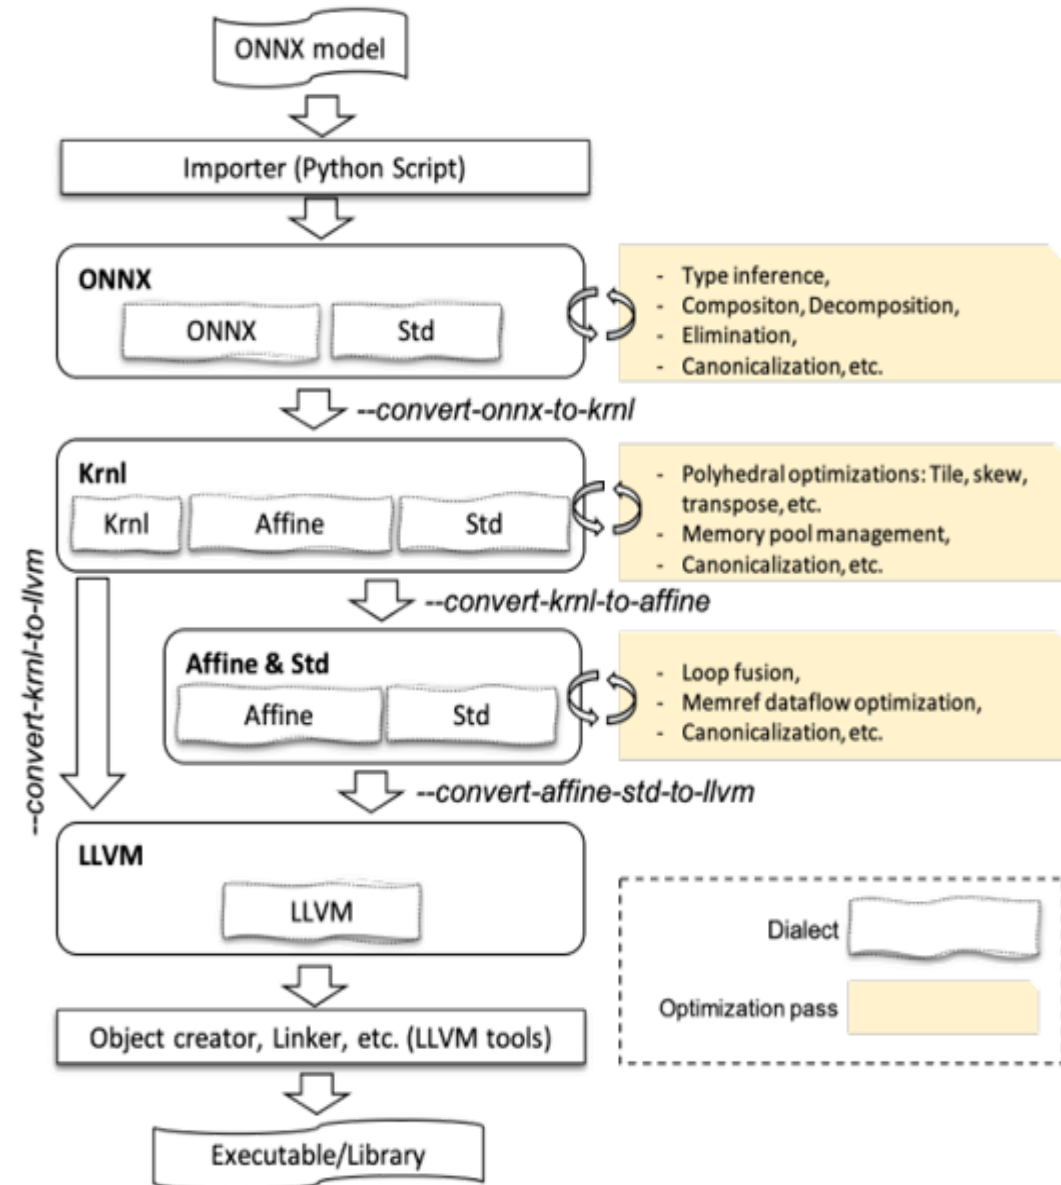 ONNX model
Importer (Python Script)
ONNX
ONNX
Std
- Type inference,
- Compositon, Decomposition,
- Elimination,
- Canonicalization, etc.
--convert-onnx-to-krnl
Krnl
Krnl
Affine
Std
- Polyhedral optimizations: Tile, skew,
transpose, etc.
- Memory pool management,
- Canonicalization, etc.
--convert-krnl-to-llvm
--convert-krnl-to-affine
Affine & Std
Affine
Std
- Loop fusion,
- Memref dataflow optimization,
- Canonicalization, etc.
--convert-affine-std-to-llvm
LLVM
LLVM
Dialect
Optimization pass
Object creator, Linker, etc. (LLVM tools)
Executable/Library